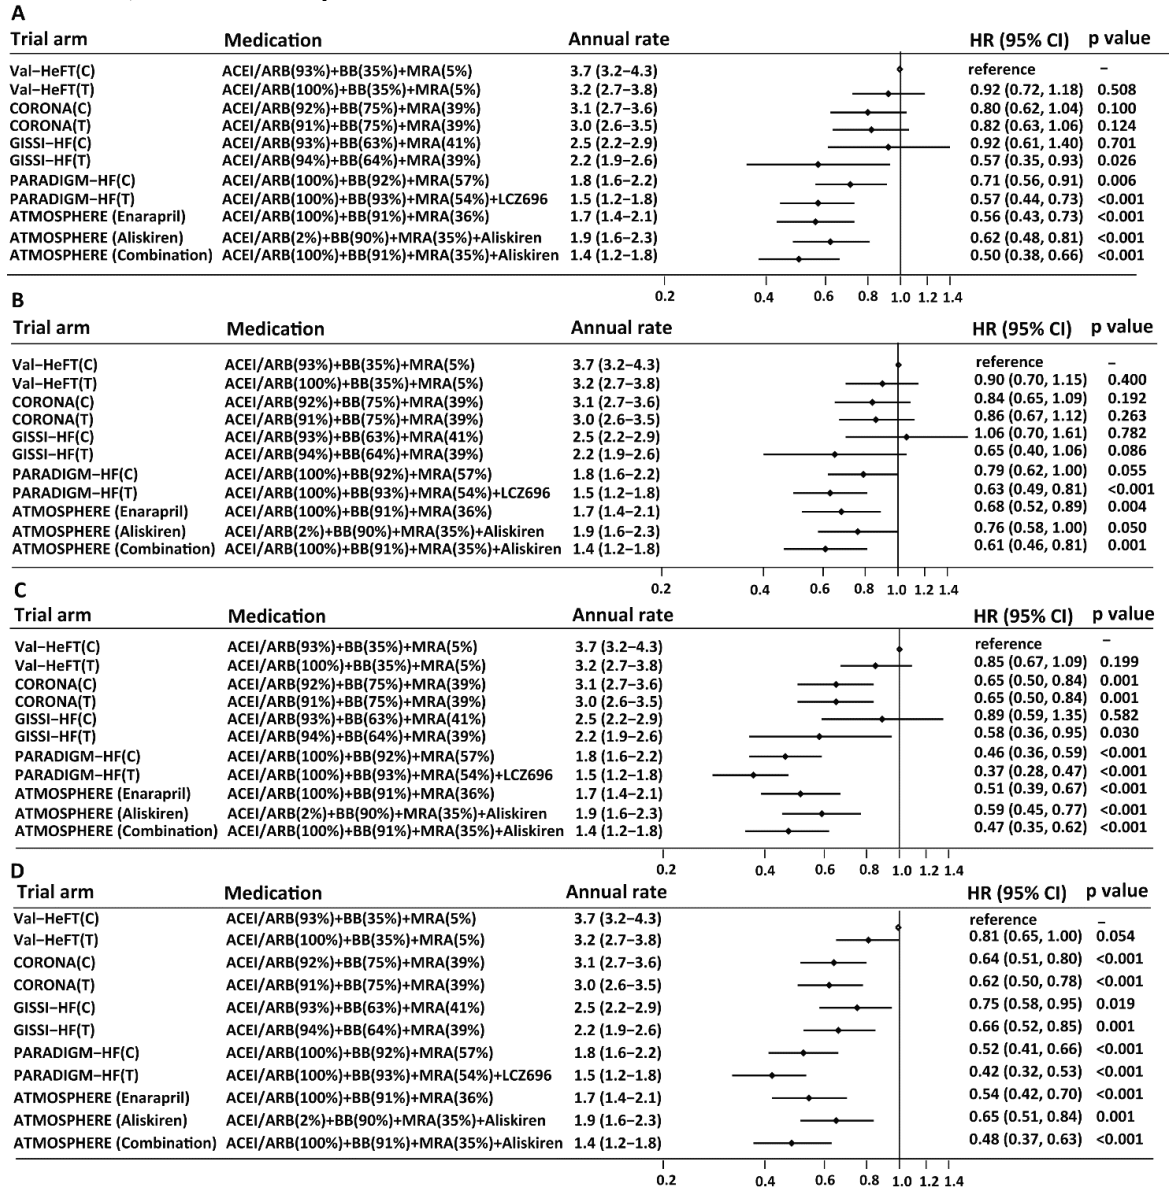 A
Trial arm Medication Annual rate HR (95% CI) p value
Val−HeFT(C) ACEI/ARB(93%)+BB(35%)+MRA(5%) 3.7 (3.2−4.3) reference –
Val−HeFT(T) ACEI/ARB(100%)+BB(35%)+MRA(5%) 3.2 (2.7−3.8) 0.92 (0.72, 1.18) 0.508
CORONA(C) ACEI/ARB(92%)+BB(75%)+MRA(39%) 3.1 (2.7−3.6) 0.80 (0.62, 1.04) 0.100
CORONA(T) ACEI/ARB(91%)+BB(75%)+MRA(39%) 3.0 (2.6−3.5) 0.82 (0.63, 1.06) 0.124
GISSI−HF(C) ACEI/ARB(93%)+BB(63%)+MRA(41%) 2.5 (2.2−2.9) 0.92 (0.61, 1.40) 0.701
GISSI−HF(T) ACEI/ARB(94%)+BB(64%)+MRA(39%) 2.2 (1.9−2.6) 0.57 (0.35, 0.93) 0.026
PARADIGM−HF(C) ACEI/ARB(100%)+BB(92%)+MRA(57%) 1.8 (1.6−2.2) 0.71 (0.56, 0.91) 0.006
PARADIGM−HF(T) ACEI/ARB(100%)+BB(93%)+MRA(54%)+LCZ696 1.5 (1.2−1.8) 0.57 (0.44, 0.73) <0.001
ATMOSPHERE (Enarapril) ACEI/ARB(100%)+BB(91%)+MRA(36%) 1.7 (1.4−2.1) 0.56 (0.43, 0.73) <0.001
ATMOSPHERE (Aliskiren) ACEI/ARB(2%)+BB(90%)+MRA(35%)+Aliskiren 1.9 (1.6−2.3) 0.62 (0.48, 0.81) <0.001
ATMOSPHERE (Combination) ACEI/ARB(100%)+BB(91%)+MRA(35%)+Aliskiren 1.4 (1.2−1.8) 0.50 (0.38, 0.66) <0.001
0.2 0.4 0.6 0.8 1.0 1.2 1.4
B
Trial arm Medication Annual rate HR (95% CI) p value
Val−HeFT(C) ACEI/ARB(93%)+BB(35%)+MRA(5%) 3.7 (3.2−4.3) reference –
Val−HeFT(T) ACEI/ARB(100%)+BB(35%)+MRA(5%) 3.2 (2.7−3.8) 0.90 (0.70, 1.15) 0.400
CORONA(C) ACEI/ARB(92%)+BB(75%)+MRA(39%) 3.1 (2.7−3.6) 0.84 (0.65, 1.09) 0.192
CORONA(T) ACEI/ARB(91%)+BB(75%)+MRA(39%) 3.0 (2.6−3.5) 0.86 (0.67, 1.12) 0.263
GISSI−HF(C) ACEI/ARB(93%)+BB(63%)+MRA(41%) 2.5 (2.2−2.9) 1.06 (0.70, 1.61) 0.782
GISSI−HF(T) ACEI/ARB(94%)+BB(64%)+MRA(39%) 2.2 (1.9−2.6) 0.65 (0.40, 1.06) 0.086
PARADIGM−HF(C) ACEI/ARB(100%)+BB(92%)+MRA(57%) 1.8 (1.6−2.2) 0.79 (0.62, 1.00) 0.055
PARADIGM−HF(T) ACEI/ARB(100%)+BB(93%)+MRA(54%)+LCZ696 1.5 (1.2−1.8) 0.63 (0.49, 0.81) <0.001
ATMOSPHERE (Enarapril) ACEI/ARB(100%)+BB(91%)+MRA(36%) 1.7 (1.4−2.1) 0.68 (0.52, 0.89) 0.004
ATMOSPHERE (Aliskiren) ACEI/ARB(2%)+BB(90%)+MRA(35%)+Aliskiren 1.9 (1.6−2.3) 0.76 (0.58, 1.00) 0.050
ATMOSPHERE (Combination) ACEI/ARB(100%)+BB(91%)+MRA(35%)+Aliskiren 1.4 (1.2−1.8) 0.61 (0.46, 0.81) 0.001
0.2 0.4 0.6 0.8 1.0 1.2 1.4
C
Trial arm Medication Annual rate HR (95% CI) p value
Val−HeFT(C) ACEI/ARB(93%)+BB(35%)+MRA(5%) 3.7 (3.2−4.3) reference –
Val−HeFT(T) ACEI/ARB(100%)+BB(35%)+MRA(5%) 3.2 (2.7−3.8) 0.85 (0.67, 1.09) 0.199
CORONA(C) ACEI/ARB(92%)+BB(75%)+MRA(39%) 3.1 (2.7−3.6) 0.65 (0.50, 0.84) 0.001
CORONA(T) ACEI/ARB(91%)+BB(75%)+MRA(39%) 3.0 (2.6−3.5) 0.65 (0.50, 0.84) 0.001
GISSI−HF(C) ACEI/ARB(93%)+BB(63%)+MRA(41%) 2.5 (2.2−2.9) 0.89 (0.59, 1.35) 0.582
GISSI−HF(T) ACEI/ARB(94%)+BB(64%)+MRA(39%) 2.2 (1.9−2.6) 0.58 (0.36, 0.95) 0.030
PARADIGM−HF(C) ACEI/ARB(100%)+BB(92%)+MRA(57%) 1.8 (1.6−2.2) 0.46 (0.36, 0.59) <0.001
PARADIGM−HF(T) ACEI/ARB(100%)+BB(93%)+MRA(54%)+LCZ696 1.5 (1.2−1.8) 0.37 (0.28, 0.47) <0.001
ATMOSPHERE (Enarapril) ACEI/ARB(100%)+BB(91%)+MRA(36%) 1.7 (1.4−2.1) 0.51 (0.39, 0.67) <0.001
ATMOSPHERE (Aliskiren) ACEI/ARB(2%)+BB(90%)+MRA(35%)+Aliskiren 1.9 (1.6−2.3) 0.59 (0.45, 0.77) <0.001
ATMOSPHERE (Combination) ACEI/ARB(100%)+BB(91%)+MRA(35%)+Aliskiren 1.4 (1.2−1.8) 0.47 (0.35, 0.62) <0.001
0.2 0.4 0.6 0.8 1.0 1.2 1.4
D
Trial arm Medication Annual rate HR (95% CI) p value
Val−HeFT(C) ACEI/ARB(93%)+BB(35%)+MRA(5%) 3.7 (3.2−4.3) reference –
Val−HeFT(T) ACEI/ARB(100%)+BB(35%)+MRA(5%) 3.2 (2.7−3.8) 0.81 (0.65, 1.00) 0.054
CORONA(C) ACEI/ARB(92%)+BB(75%)+MRA(39%) 3.1 (2.7−3.6) 0.64 (0.51, 0.80) <0.001
CORONA(T) ACEI/ARB(91%)+BB(75%)+MRA(39%) 3.0 (2.6−3.5) 0.62 (0.50, 0.78) <0.001
GISSI−HF(C) ACEI/ARB(93%)+BB(63%)+MRA(41%) 2.5 (2.2−2.9) 0.75 (0.58, 0.95) 0.019
GISSI−HF(T) ACEI/ARB(94%)+BB(64%)+MRA(39%) 2.2 (1.9−2.6) 0.66 (0.52, 0.85) 0.001
PARADIGM−HF(C) ACEI/ARB(100%)+BB(92%)+MRA(57%) 1.8 (1.6−2.2) 0.52 (0.41, 0.66) <0.001
PARADIGM−HF(T) ACEI/ARB(100%)+BB(93%)+MRA(54%)+LCZ696 1.5 (1.2−1.8) 0.42 (0.32, 0.53) <0.001
ATMOSPHERE (Enarapril) ACEI/ARB(100%)+BB(91%)+MRA(36%) 1.7 (1.4−2.1) 0.54 (0.42, 0.70) <0.001
ATMOSPHERE (Aliskiren) ACEI/ARB(2%)+BB(90%)+MRA(35%)+Aliskiren 1.9 (1.6−2.3) 0.65 (0.51, 0.84) 0.001
ATMOSPHERE (Combination) ACEI/ARB(100%)+BB(91%)+MRA(35%)+Aliskiren 1.4 (1.2−1.8) 0.48 (0.37, 0.63) <0.001
0.2 0.4 0.6 0.8 1.0 1.2 1.4